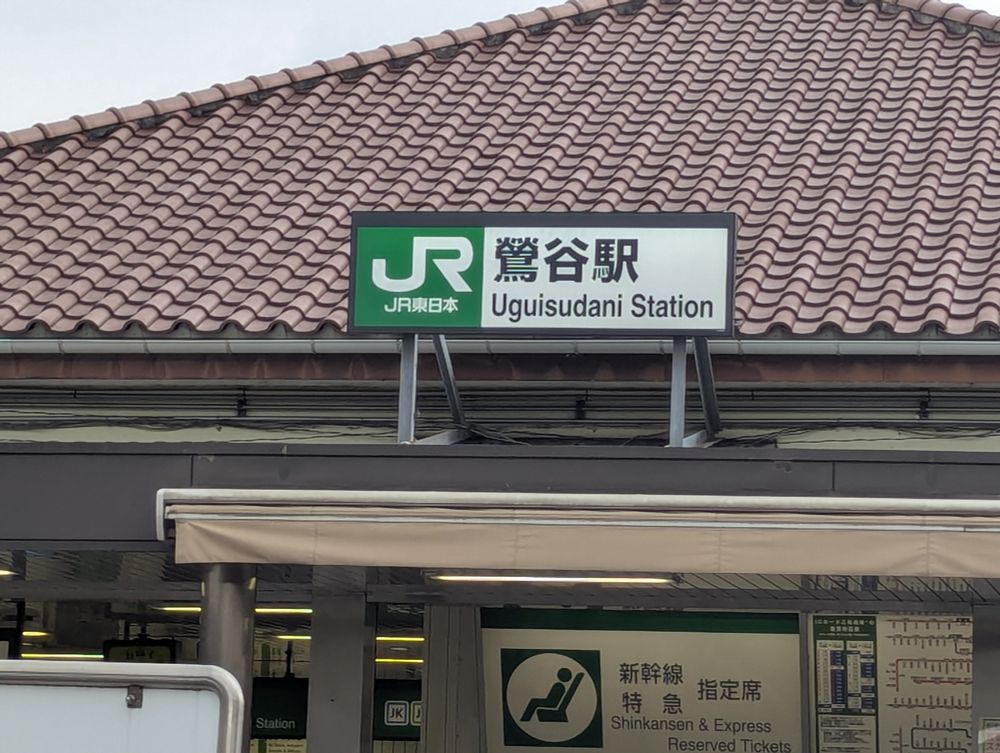 JR
JR東日本
鶯谷駅
Uguisudani Station
新幹線
特急 指定席
Shinkansen & Express
Reserved Tickets
Station
JK